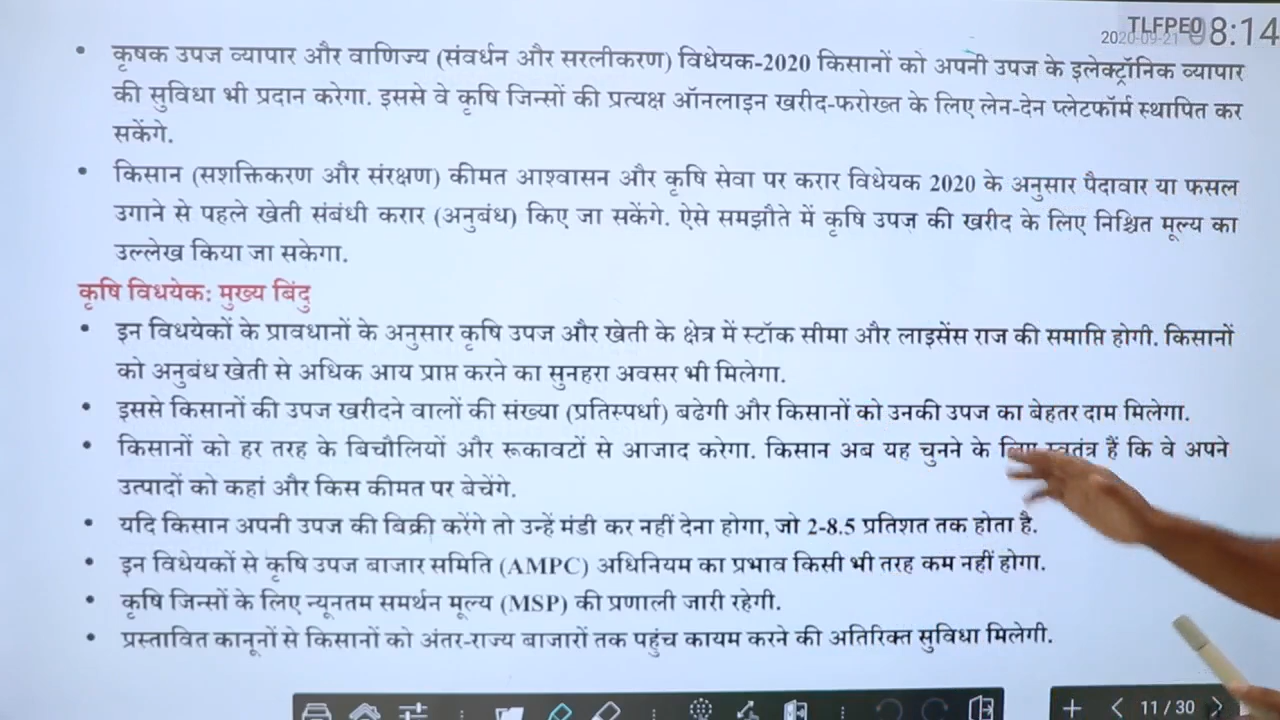 TLFPE0
2020-09-21
08:14
• कृषक उपज व्यापार और वाणिज्य (संवर्धन और सरलीकरण) विधेयक-2020 किसानों को अपनी उपज के इलेक्ट्रॉनिक व्यापार
की सुविधा भी प्रदान करेगा. इससे वे कृषि जिन्सों की प्रत्यक्ष ऑनलाइन खरीद-फरोख्त के लिए लेन-देन प्लेटफॉर्म स्थापित कर
सकेंगे.
• किसान (सशक्तिकरण और संरक्षण) कीमत आश्वासन और कृषि सेवा पर करार विधेयक 2020 के अनुसार पैदावार या फसल
उगाने से पहले खेती संबंधी करार (अनुबंध) किए जा सकेंगे. ऐसे समझौते में कृषि उपज की खरीद के लिए निश्चित मूल्य का
उल्लेख किया जा सकेगा.
कृषि विधयेक: मुख्य बिंदु
• इन विधयेकों के प्रावधानों के अनुसार कृषि उपज और खेती के क्षेत्र में स्टॉक सीमा और लाइसेंस राज की समाप्ति होगी. किसानों
को अनुबंध खेती से अधिक आय प्राप्त करने का सुनहरा अवसर भी मिलेगा.
• इससे किसानों की उपज खरीदने वालों की संख्या (प्रतिस्पर्धा) बढेगी और किसानों को उनकी उपज का बेहतर दाम मिलेगा.
• किसानों को हर तरह के बिचौलियों और रूकावटों से आजाद करेगा. किसान अब यह चुनने के लिए स्वतंत्र हैं कि वे अपने
उत्पादों को कहां और किस कीमत पर बेचेंगे.
• यदि किसान अपनी उपज की बिक्री करेंगे तो उन्हें मंडी कर नहीं देना होगा, जो 2-8.5 प्रतिशत तक होता है.
• इन विधेयकों से कृषि उपज बाजार समिति (AMPC) अधिनियम का प्रभाव किसी भी तरह कम नहीं होगा.
• कृषि जिन्सों के लिए न्यूनतम समर्थन मूल्य (MSP) की प्रणाली जारी रहेगी.
• प्रस्तावित कानूनों से किसानों को अंतर-राज्य बाजारों तक पहुंच कायम करने की अतिरिक्त सुविधा मिलेगी.
11 / 30